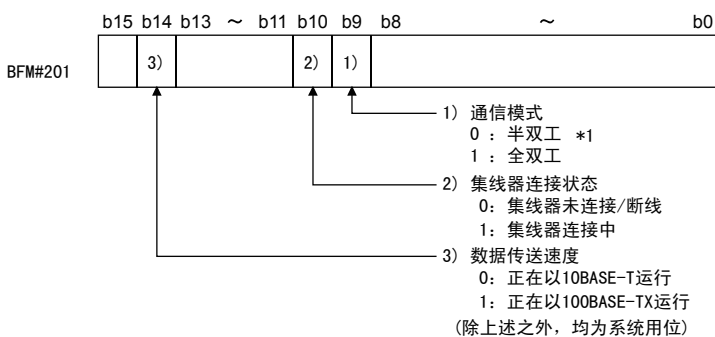 b15 b14 b13 ～ b11 b10 b9 b8 ～ b0
BFM#201
3) 2) 1)
1) 通信模式
0 ：半双工 *1
1 ：全双工
2) 集线器连接状态
0：集线器未连接/断线
1：集线器连接中
3) 数据传送速度
0：正在以10BASE-T运行
1：正在以100BASE-TX运行
(除上述之外，均为系统用位)